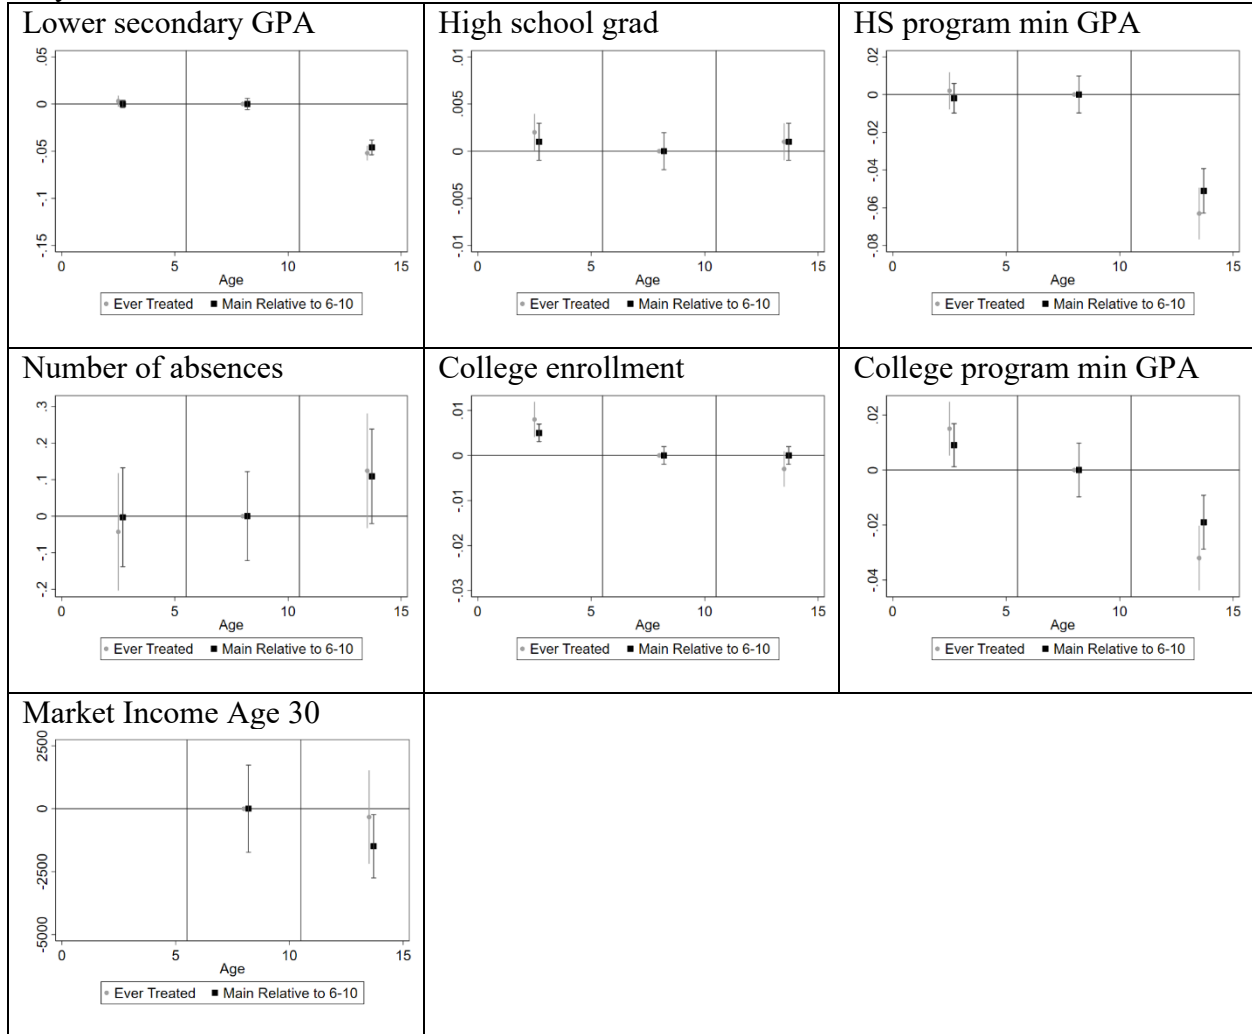 Lower secondary GPA
.05
0
-.05
-.1
-.15
0 5 10 15
Age
Ever Treated Main Relative to 6-10
High school grad
.01
.005
0
-.005
-.01
0 5 10 15
Age
Ever Treated Main Relative to 6-10
HS program min GPA
.02
0
-.02
-.04
-.06
-.08
0 5 10 15
Age
Ever Treated Main Relative to 6-10
Number of absences
.3
.2
.1
0
-.1
-.2
0 5 10 15
Age
Ever Treated Main Relative to 6-10
College enrollment
.01
0
-.01
-.02
-.03
0 5 10 15
Age
Ever Treated Main Relative to 6-10
College program min GPA
.02
0
-.02
-.04
0 5 10 15
Age
Ever Treated Main Relative to 6-10
Market Income Age 30
2500
0
-2500
-5000
0 5 10 15
Age
Ever Treated Main Relative to 6-10